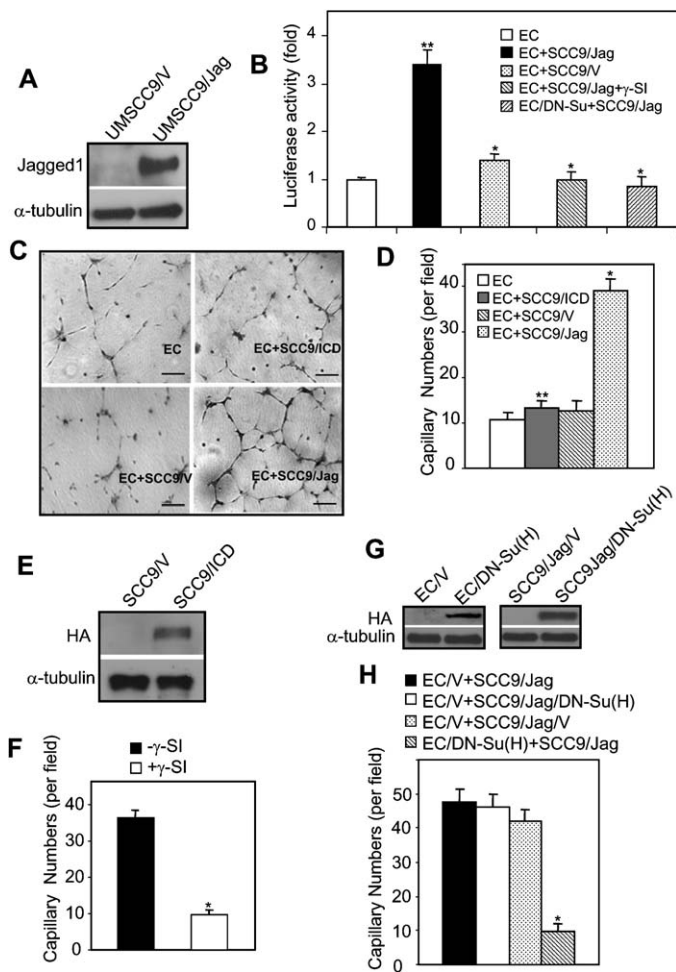 A
UMSCC9/V
UMSCC9/Jag
Jagged1
α-tubulin
B
Luciferase activity (fold)
4
2
1
0
EC
EC+SCC9/Jag
EC+SCC9/V
EC+SCC9/Jag+γ-SI
EC/DN-Su+SCC9/Jag
**
*
*
*
C
EC
EC+SCC9/ICD
EC+SCC9/V
EC+SCC9/Jag
D
Capillary Numbers (per field)
40
30
20
10
0
EC
EC+SCC9/ICD
EC+SCC9/V
EC+SCC9/Jag
**
*
E
SCC9/V
SCC9/ICD
HA
α-tubulin
F
-γ-SI
+γ-SI
Capillary Numbers (per field)
40
30
20
10
0
*
G
EC/V
EC/DN-Su(H)
SCC9/Jag/V
SCC9Jag/DN-Su(H)
HA
α-tubulin
H
EC/V+SCC9/Jag
EC/V+SCC9/Jag/DN-Su(H)
EC/V+SCC9/Jag/V
EC/DN-Su(H)+SCC9/Jag
Capillary Numbers (per field)
50
40
30
20
10
0
*